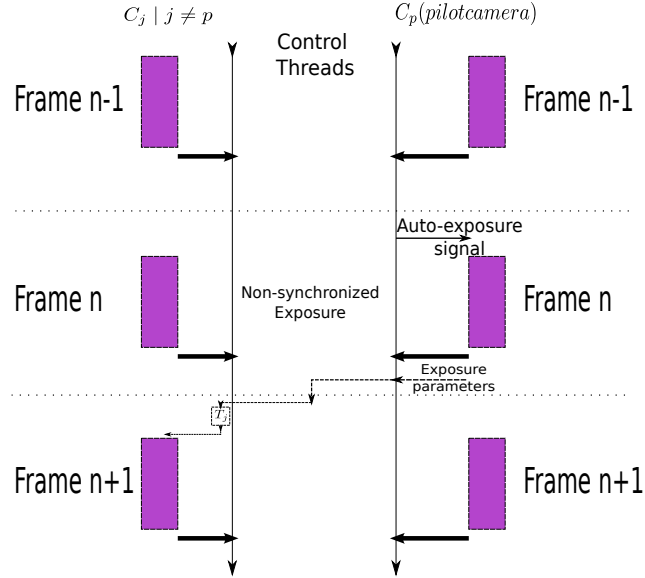 C_j | j ≠ p
C_p(pilotcamera)
Control
Threads
Frame n-1
Frame n-1
Auto-exposure
signal
Frame n
Non-synchronized
Exposure
Frame n
Exposure
parameters
T_j
Frame n+1
Frame n+1